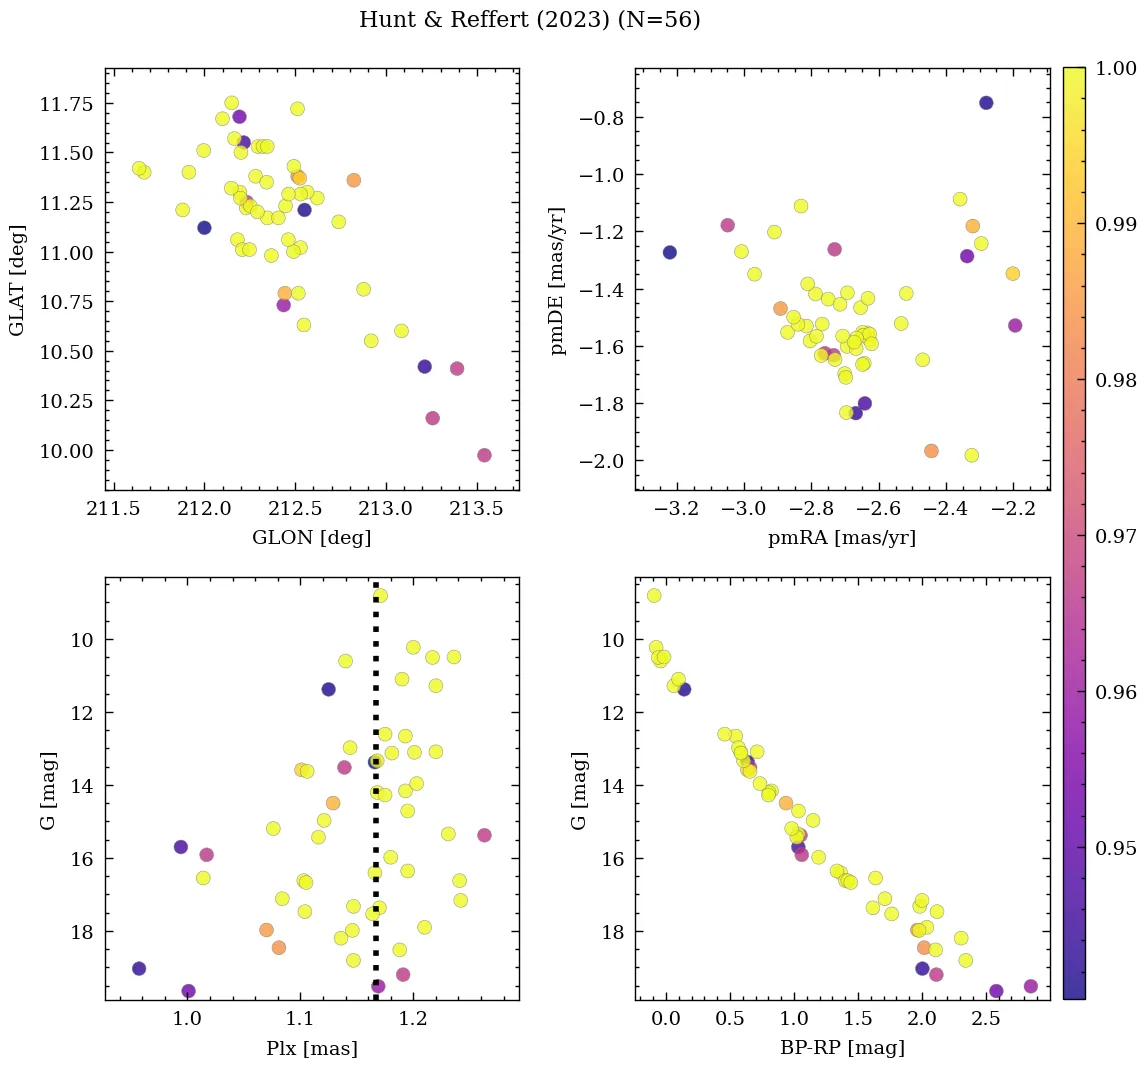 Hunt & Reffert (2023) (N=56)
11.75
11.50
11.25
11.00
10.75
10.50
10.25
10.00
GLAT [deg]
211.5 212.0 212.5 213.0 213.5
GLON [deg]
−0.8
−1.0
−1.2
−1.4
−1.6
−1.8
−2.0
pmDE [mas/yr]
−3.2 −3.0 −2.8 −2.6 −2.4 −2.2
pmRA [mas/yr]
1.00
0.99
0.98
0.97
0.96
0.95
10
12
14
16
18
G [mag]
1.0 1.1 1.2
Plx [mas]
10
12
14
16
18
G [mag]
0.0 0.5 1.0 1.5 2.0 2.5
BP-RP [mag]